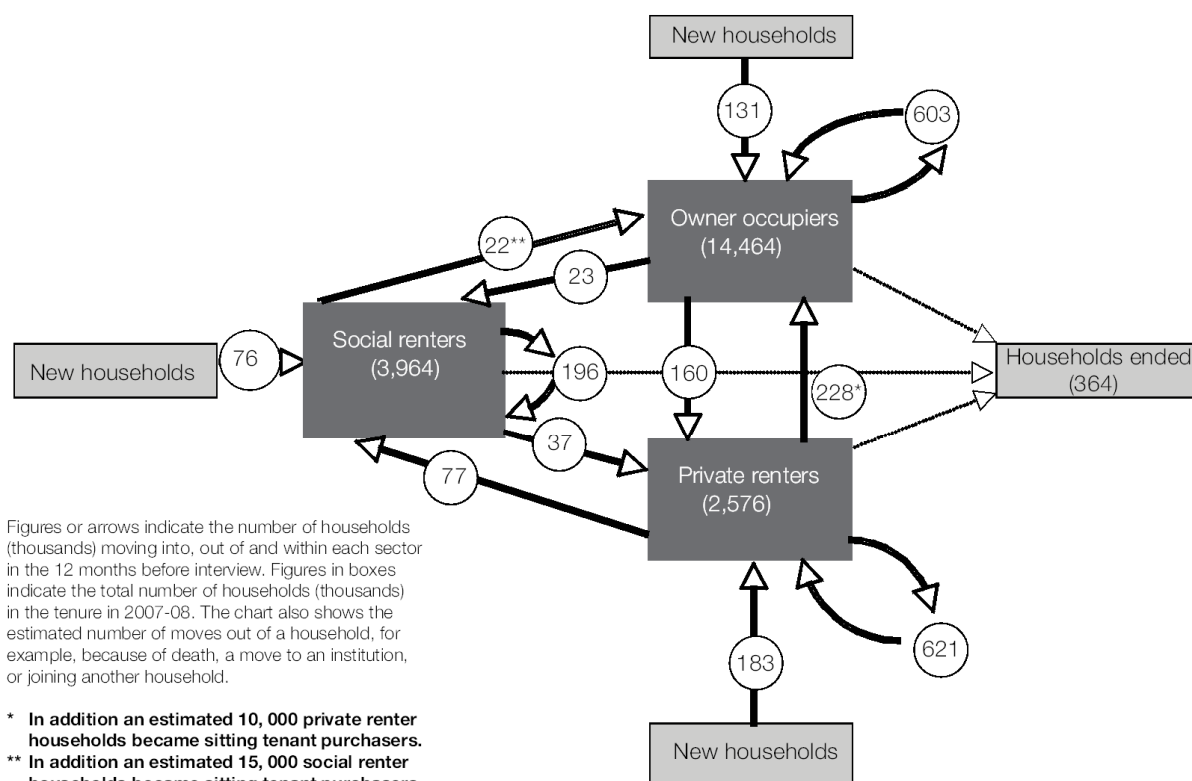 New households
131
603
Owner occupiers
(14,464)
22**
23
New households
76
Social renters
(3,964)
196
160
228*
Households ended
(364)
37
77
Private renters
(2,576)
621
183
New households
Figures or arrows indicate the number of households
(thousands) moving into, out of and within each sector
in the 12 months before interview. Figures in boxes
indicate the total number of households (thousands)
in the tenure in 2007-08. The chart also shows the
estimated number of moves out of a household, for
example, because of death, a move to an institution,
or joining another household.
* In addition an estimated 10, 000 private renter
households became sitting tenant purchasers.
** In addition an estimated 15, 000 social renter
households became sitting tenant purchasers